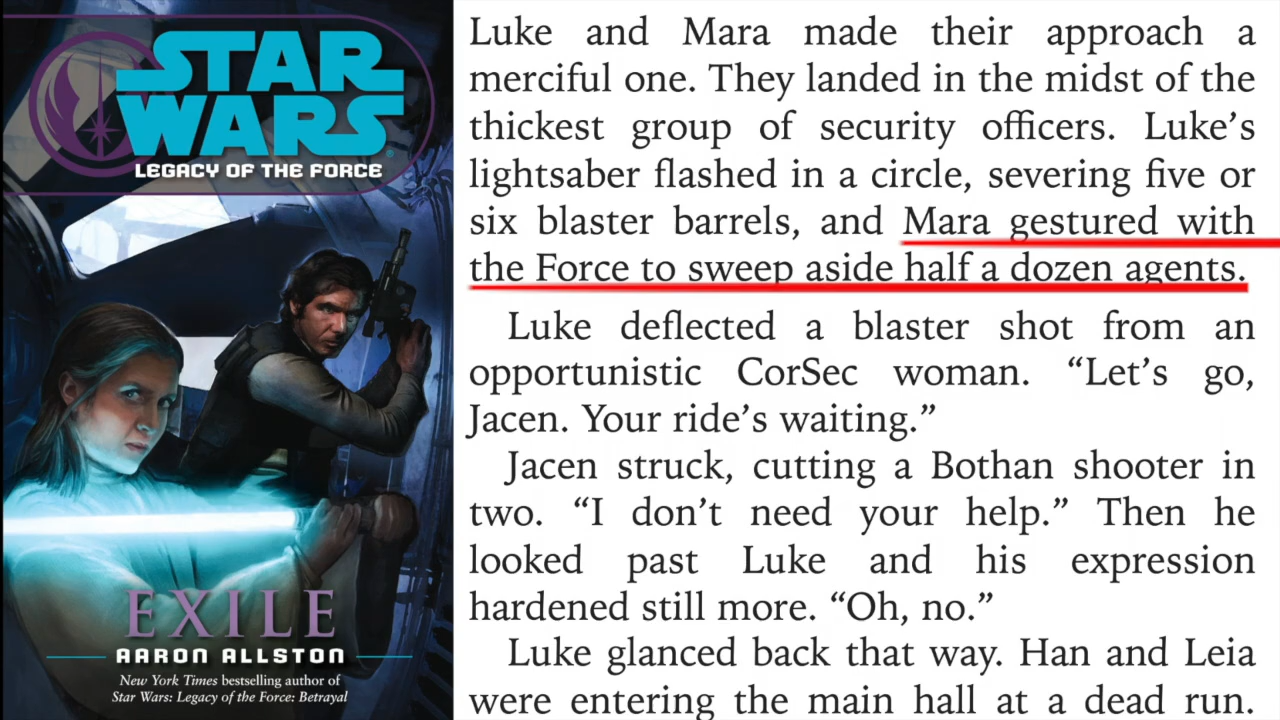 STAR
WARS
LEGACY OF THE FORCE
EXILE
AARON ALLSTON
New York Times bestselling author of
Star Wars: Legacy of the Force: Betrayal
Luke and Mara made their approach a
merciful one. They landed in the midst of the
thickest group of security officers. Luke’s
lightsaber flashed in a circle, severing five or
six blaster barrels, and Mara gestured with
the Force to sweep aside half a dozen agents.
Luke deflected a blaster shot from an
opportunistic CorSec woman. “Let’s go,
Jacen. Your ride’s waiting.”
Jacen struck, cutting a Bothan shooter in
two. “I don’t need your help.” Then he
looked past Luke and his expression
hardened still more. “Oh, no.”
Luke glanced back that way. Han and Leia
were entering the main hall at a dead run.